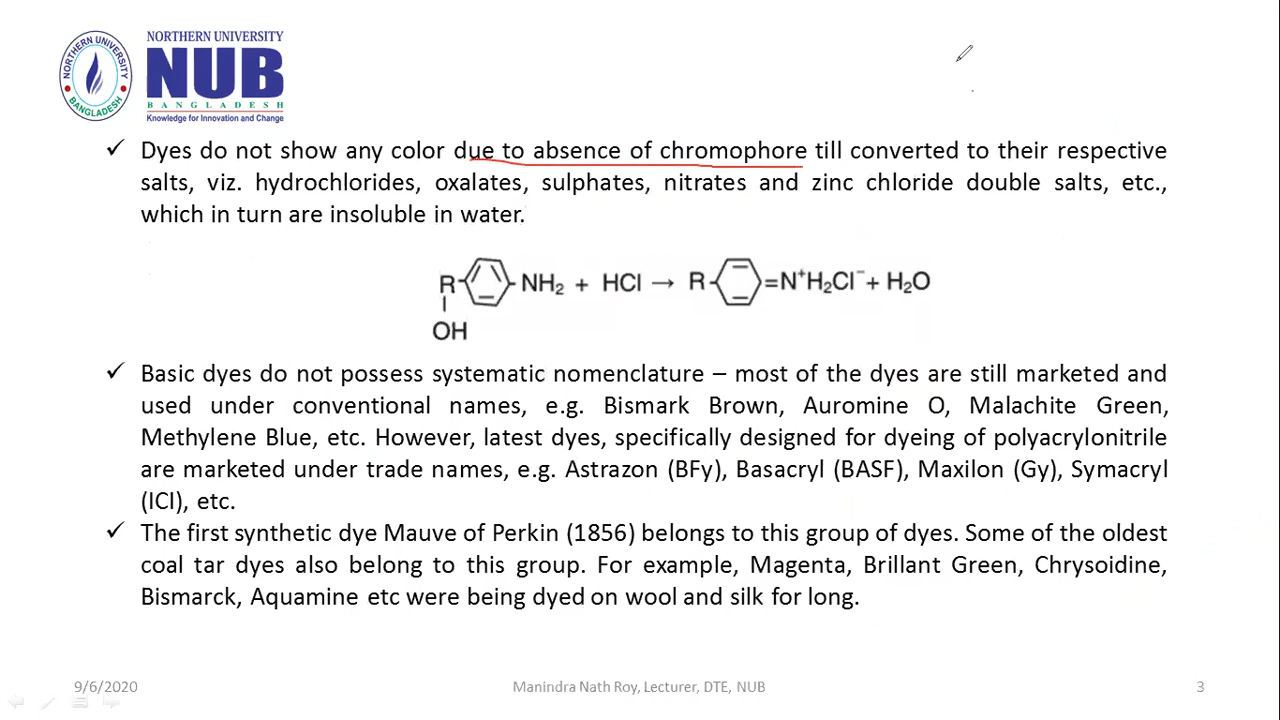 NORTHERN UNIVERSITY
NUB
BANGLADESH
Knowledge for Innovation and Change
NORTHERN UNIVERSITY
BANGLADESH
✓ Dyes do not show any color due to absence of chromophore till converted to their respective
salts, viz. hydrochlorides, oxalates, sulphates, nitrates and zinc chloride double salts, etc.,
which in turn are insoluble in water.
R NH₂ + HCl → R =N⁺H₂Cl⁻ + H₂O
OH
✓ Basic dyes do not possess systematic nomenclature – most of the dyes are still marketed and
used under conventional names, e.g. Bismark Brown, Auromine O, Malachite Green,
Methylene Blue, etc. However, latest dyes, specifically designed for dyeing of polyacrylonitrile
are marketed under trade names, e.g. Astrazon (BFy), Basacryl (BASF), Maxilon (Gy), Symacryl
(ICI), etc.
✓ The first synthetic dye Mauve of Perkin (1856) belongs to this group of dyes. Some of the oldest
coal tar dyes also belong to this group. For example, Magenta, Brillant Green, Chrysoidine,
Bismarck, Aquamine etc were being dyed on wool and silk for long.
9/6/2020 Manindra Nath Roy, Lecturer, DTE, NUB 3